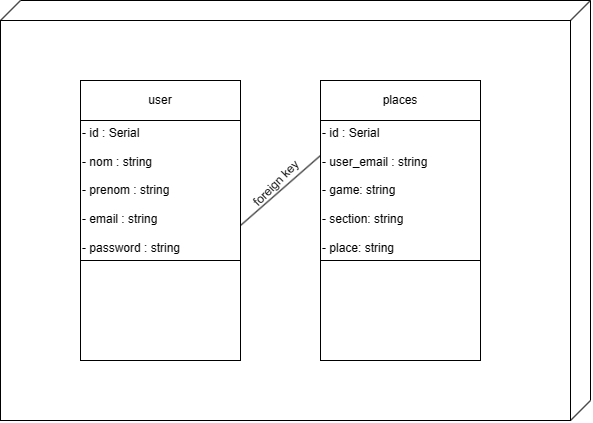 user
- id : Serial
- nom : string
- prenom : string
- email : string
- password : string
foreign key
places
- id : Serial
- user_email : string
- game: string
- section: string
- place: string